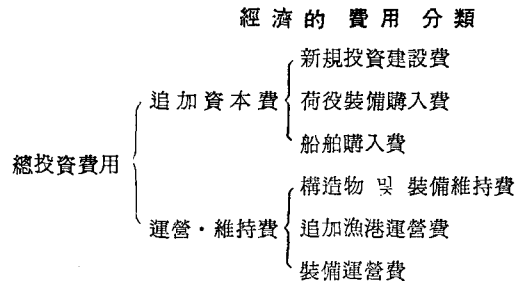 經濟的 費用 分類
新規投資建設費
追加資本費
荷役裝備購入費
船舶購入費
總投資費用
構造物 및 裝備維持費
運營·維持費
追加漁港運營費
裝備運營費